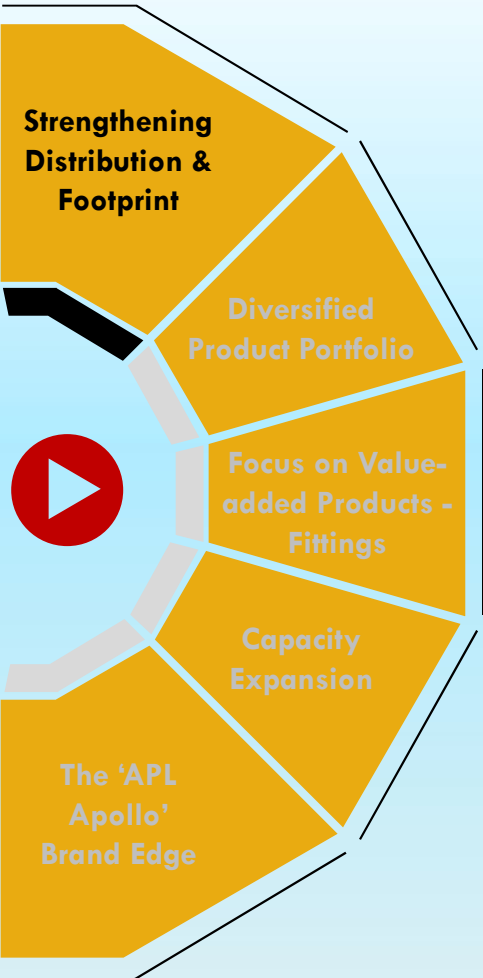 Strengthening
Distribution &
Footprint
Diversified
Product Portfolio
Focus on Value-
added Products -
Fittings
Capacity
Expansion
The ‘APL
Apollo’
Brand Edge